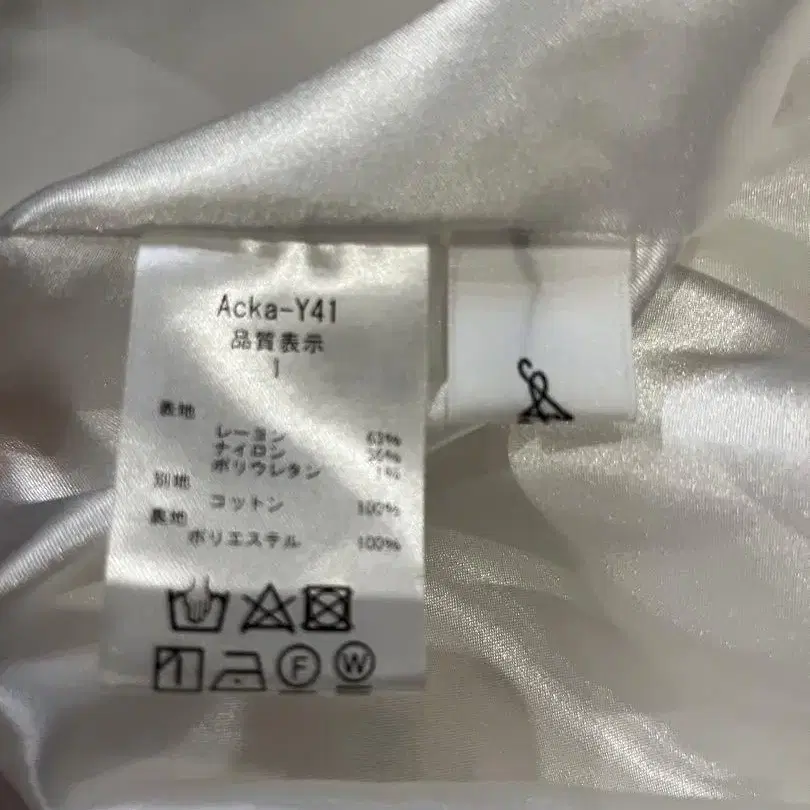 Acka-Y41
品質表示
表地
レーヨン 63%
ナイロン 36%
ポリウレタン 1%
別地
コットン 100%
裏地
ポリエステル 100%
F W